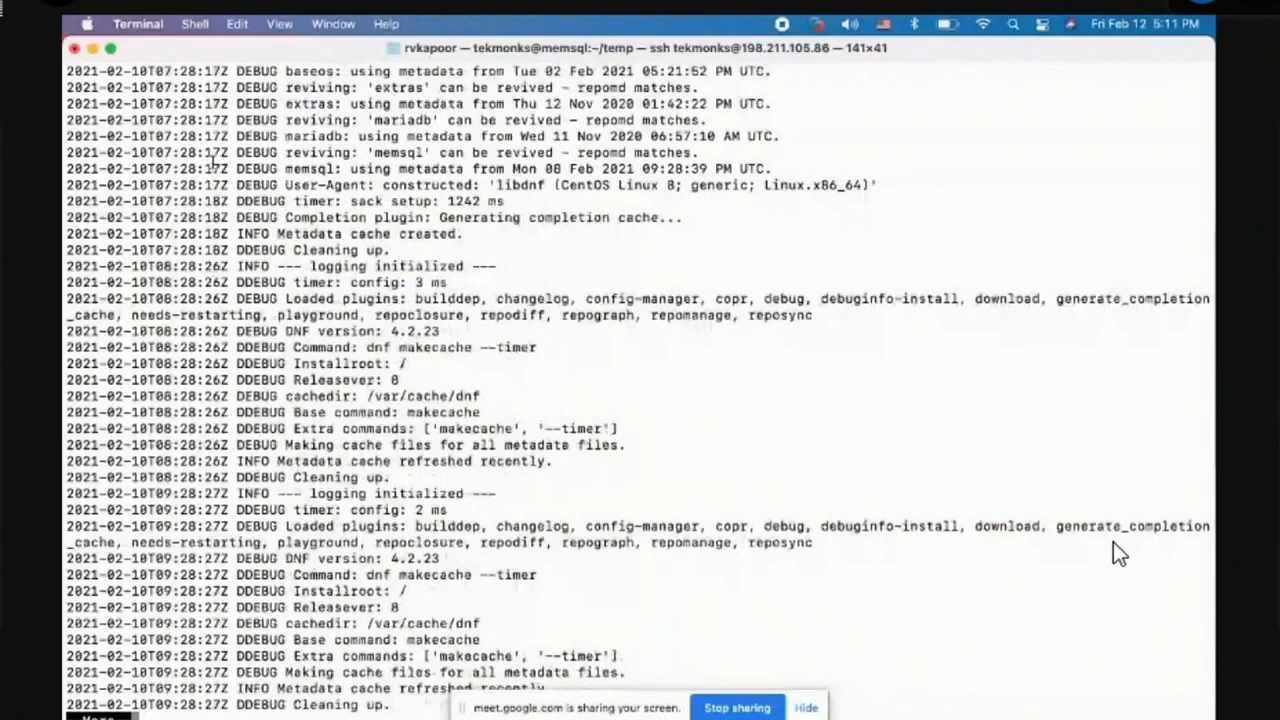 Terminal Shell Edit View Window Help Fri Feb 12 5:11 PM
rvkapoor — tekmonks@memsql:~/temp — ssh tekmonks@198.211.105.86 — 141×41
2021-02-10T07:28:17Z DEBUG baseos: using metadata from Tue 02 Feb 2021 05:21:52 PM UTC.
2021-02-10T07:28:17Z DEBUG reviving: 'extras' can be revived - repomd matches.
2021-02-10T07:28:17Z DEBUG extras: using metadata from Thu 12 Nov 2020 01:42:22 PM UTC.
2021-02-10T07:28:17Z DEBUG reviving: 'mariadb' can be revived - repomd matches.
2021-02-10T07:28:17Z DEBUG mariadb: using metadata from Wed 11 Nov 2020 06:57:10 AM UTC.
2021-02-10T07:28:17Z DEBUG reviving: 'memsql' can be revived - repomd matches.
2021-02-10T07:28:17Z DEBUG memsql: using metadata from Mon 08 Feb 2021 09:28:39 PM UTC.
2021-02-10T07:28:17Z DEBUG User-Agent: constructed: 'libdnf (CentOS Linux 8; generic; Linux.x86_64)'
2021-02-10T07:28:18Z DDEBUG timer: sack setup: 1242 ms
2021-02-10T07:28:18Z DEBUG Completion plugin: Generating completion cache...
2021-02-10T07:28:18Z INFO Metadata cache created.
2021-02-10T07:28:18Z DDEBUG Cleaning up.
2021-02-10T08:28:26Z INFO --- logging initialized ---
2021-02-10T08:28:26Z DDEBUG timer: config: 3 ms
2021-02-10T08:28:26Z DEBUG Loaded plugins: builddep, changelog, config-manager, copr, debug, debuginfo-install, download, generate_completion
_cache, needs-restarting, playground, repoclosure, repodiff, repograph, repomanage, reposync
2021-02-10T08:28:26Z DEBUG DNF version: 4.2.23
2021-02-10T08:28:26Z DDEBUG Command: dnf makecache --timer
2021-02-10T08:28:26Z DDEBUG Installroot: /
2021-02-10T08:28:26Z DDEBUG Releasever: 8
2021-02-10T08:28:26Z DEBUG cachedir: /var/cache/dnf
2021-02-10T08:28:26Z DDEBUG Base command: makecache
2021-02-10T08:28:26Z DDEBUG Extra commands: ['makecache', '--timer']
2021-02-10T08:28:26Z DEBUG Making cache files for all metadata files.
2021-02-10T08:28:26Z INFO Metadata cache refreshed recently.
2021-02-10T08:28:26Z DDEBUG Cleaning up.
2021-02-10T09:28:27Z INFO --- logging initialized ---
2021-02-10T09:28:27Z DDEBUG timer: config: 2 ms
2021-02-10T09:28:27Z DEBUG Loaded plugins: builddep, changelog, config-manager, copr, debug, debuginfo-install, download, generate_completion
_cache, needs-restarting, playground, repoclosure, repodiff, repograph, repomanage, reposync
2021-02-10T09:28:27Z DEBUG DNF version: 4.2.23
2021-02-10T09:28:27Z DDEBUG Command: dnf makecache --timer
2021-02-10T09:28:27Z DDEBUG Installroot: /
2021-02-10T09:28:27Z DDEBUG Releasever: 8
2021-02-10T09:28:27Z DEBUG cachedir: /var/cache/dnf
2021-02-10T09:28:27Z DDEBUG Base command: makecache
2021-02-10T09:28:27Z DDEBUG Extra commands: ['makecache', '--timer']
2021-02-10T09:28:27Z DEBUG Making cache files for all metadata files.
2021-02-10T09:28:27Z INFO Metadata cache refreshed recently.
2021-02-10T09:28:27Z DDEBUG Cleaning up.
meet.google.com is sharing your screen. Stop sharing Hide